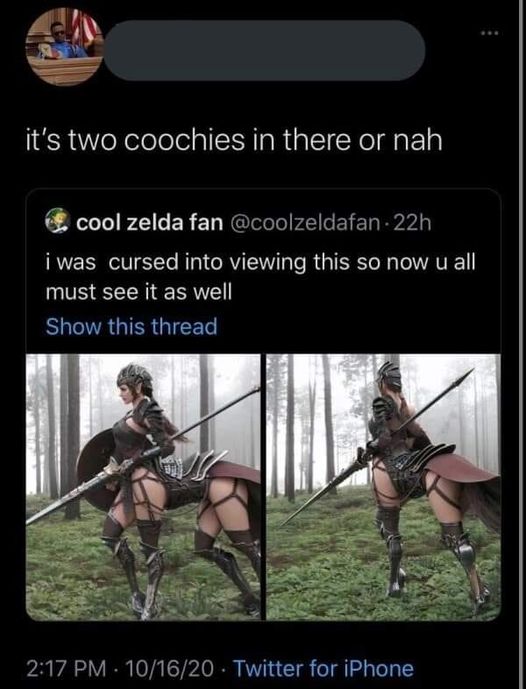 it's two coochies in there or nah
cool zelda fan @coolzeldafan · 22h
i was  cursed into viewing this so now u all
must see it as well
Show this thread
2:17 PM · 10/16/20 · Twitter for iPhone